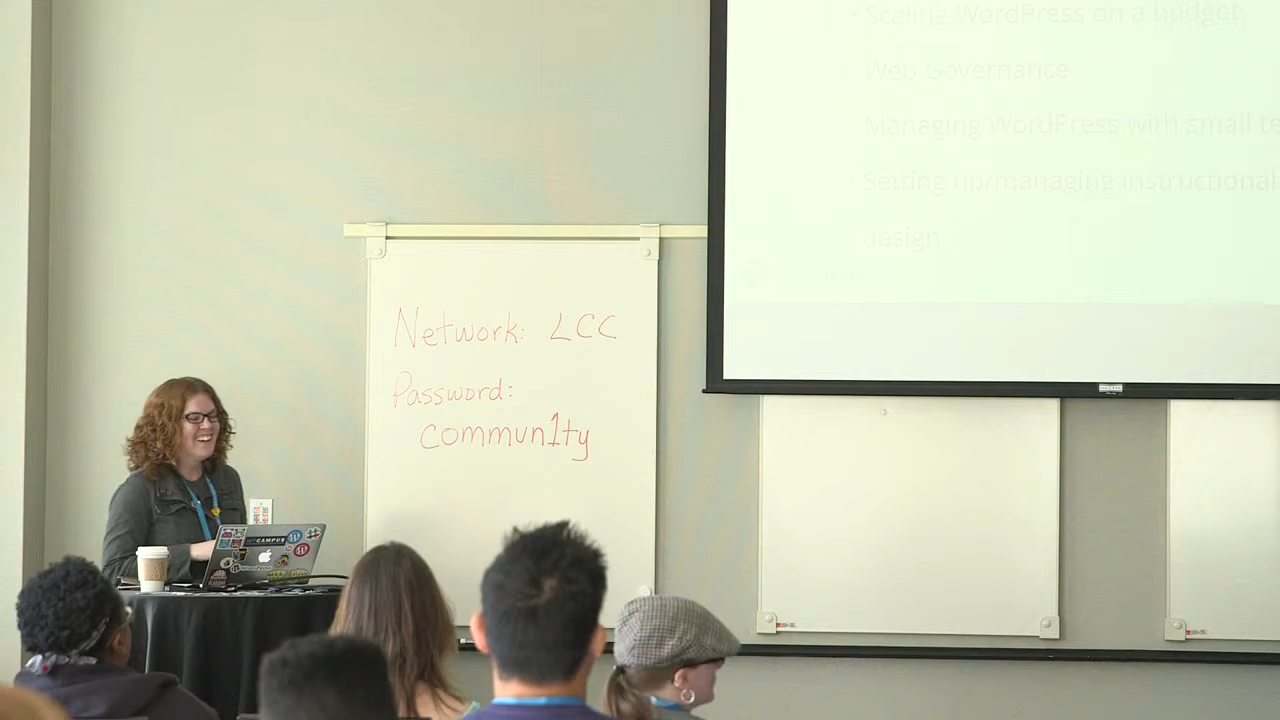 Scaling WordPress on a budget
Web Governance
Managing WordPress with small
Setting up/managing instructional
design
Network: LCC
Password:
commun1ty
CAMPUS